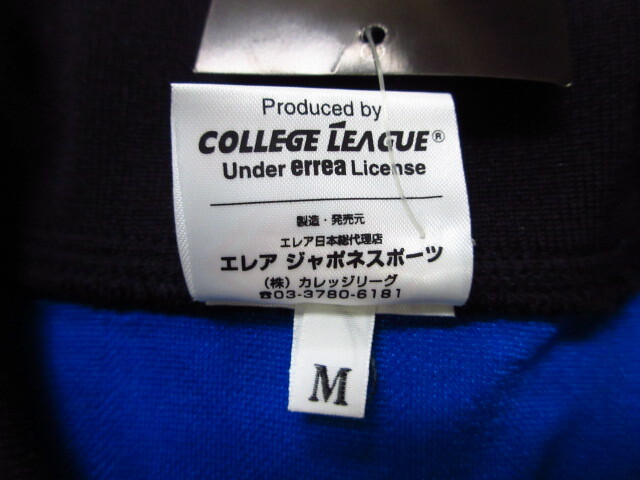 Produced by
COLLEGE LEAGUE®
Under errea License
製造・発売元
エレア日本総代理店
エレア ジャポネスポーツ
(株) カレッジリーグ
☎03-3780-6181
M